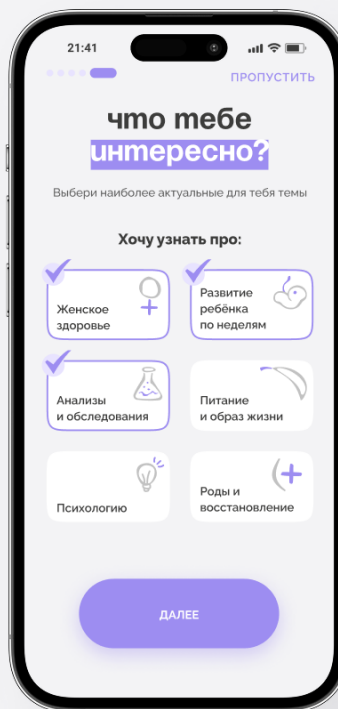 21:41
ПРОПУСТИТЬ
что тебе
интересно?
Выбери наиболее актуальные для тебя темы
Хочу узнать про:
Женское
здоровье
Развитие
ребёнка
по неделям
Анализы
и обследования
Питание
и образ жизни
Психологию
Роды и
восстановление
ДАЛЕЕ